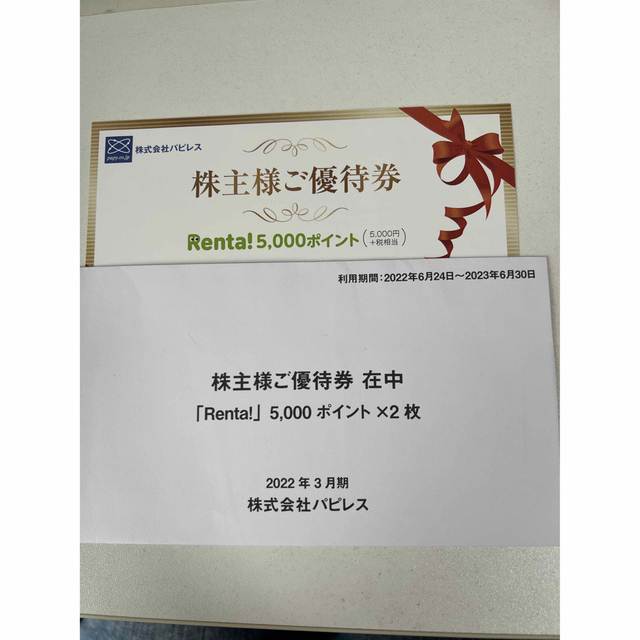 papy.co.jp
株式会社パピレス
株主様ご優待券
Renta! 5,000ポイント（5,000円+税相当）
利用期間：2022年6月24日～2023年6月30日
株主様ご優待券 在中
「Renta!」 5,000 ポイント ×2 枚
2022 年 3 月期
株式会社パピレス